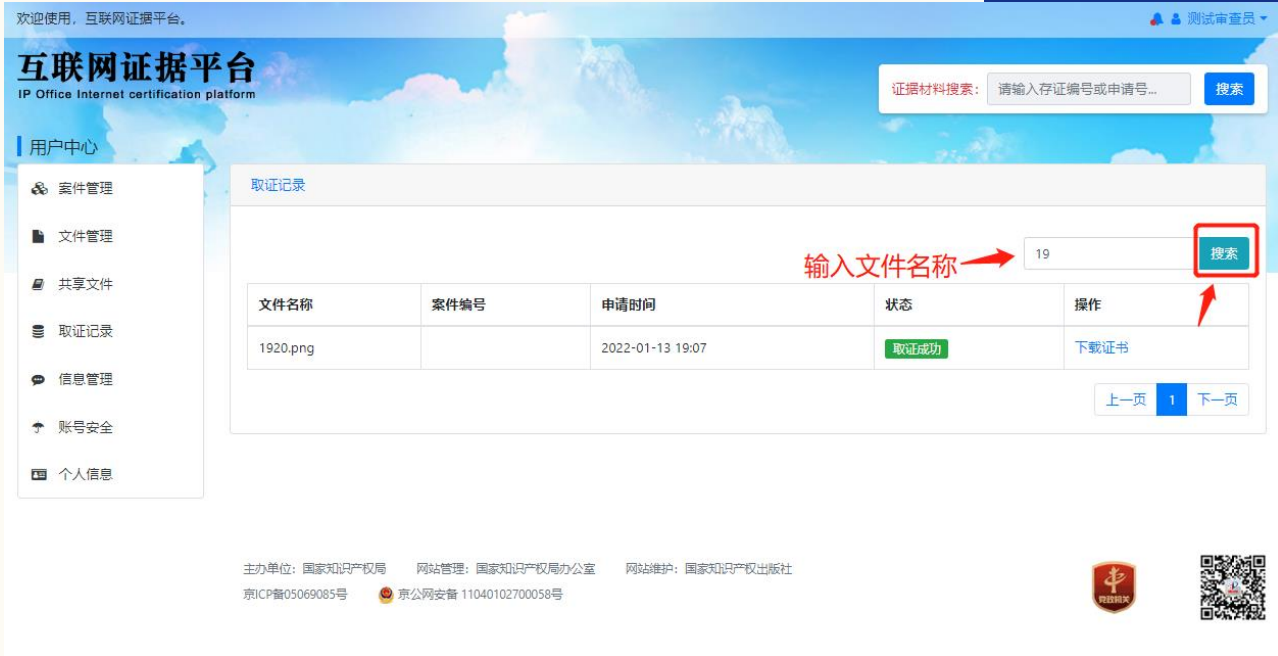 欢迎使用，互联网证据平台。
测试审查员
互联网证据平台
IP Office Internet certification platform
证据材料搜索： 请输入存证编号或申请号... 搜索
用户中心
案件管理
文件管理
共享文件
取证记录
信息管理
账号安全
个人信息
取证记录
输入文件名称 19 搜索
文件名称 案件编号 申请时间 状态 操作
1920.png 2022-01-13 19:07 取证成功 下载证书
上一页 1 下一页
主办单位：国家知识产权局 网站管理：国家知识产权局办公室 网站维护：国家知识产权出版社
京ICP备05069085号 京公网安备 11040102700058号
党政机关